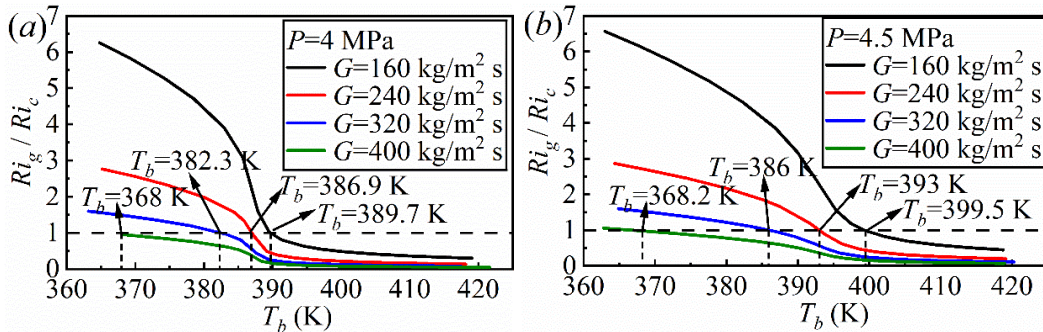 (a)
P=4 MPa
G=160 kg/m² s
G=240 kg/m² s
G=320 kg/m² s
G=400 kg/m² s
T_b=382.3 K
T_b=368 K
T_b=386.9 K
T_b=389.7 K
Ri_g / Ri_c
7
6
5
4
3
2
1
0
360 370 380 390 400 410 420
T_b (K)
(b)
P=4.5 MPa
G=160 kg/m² s
G=240 kg/m² s
G=320 kg/m² s
G=400 kg/m² s
T_b=386 K
T_b=368.2 K
T_b=393 K
T_b=399.5 K
Ri_g / Ri_c
7
6
5
4
3
2
1
0
360 370 380 390 400 410 420
T_b (K)